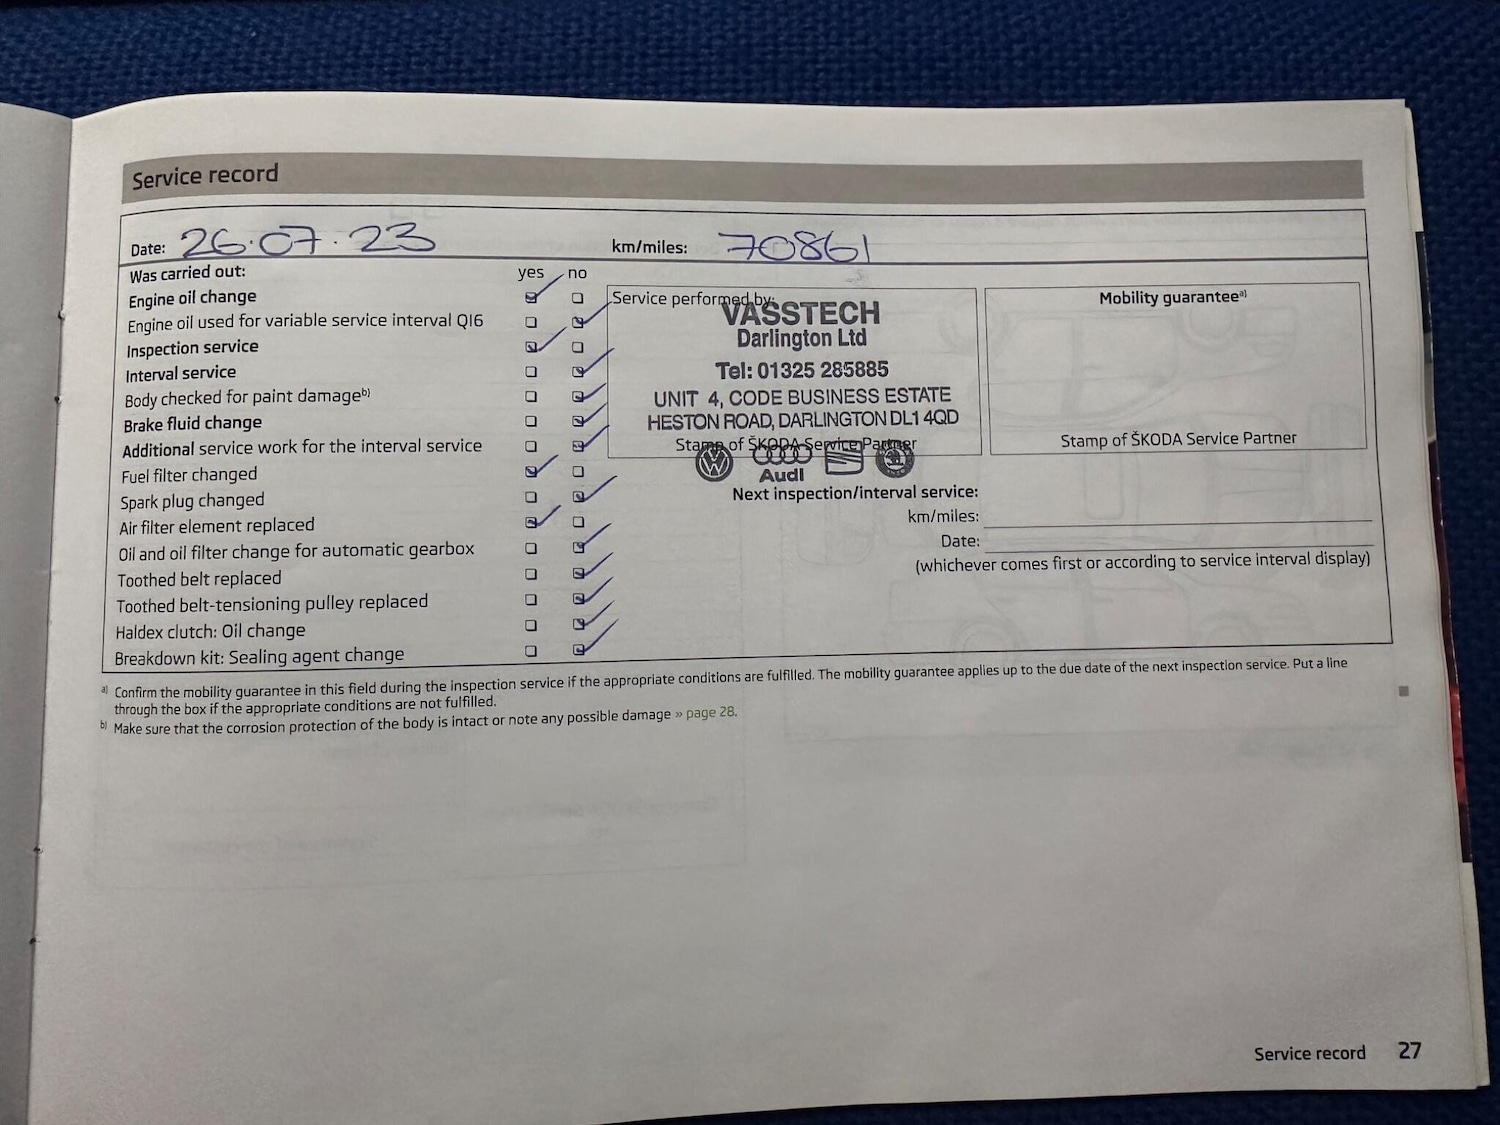 Service record
Date: 26.07.23 km/miles: 70861
Was carried out: yes no
Engine oil change
Engine oil used for variable service interval QI6
Inspection service
Interval service
Body checked for paint damage b)
Brake fluid change
Additional service work for the interval service
Fuel filter changed
Spark plug changed
Air filter element replaced
Oil and oil filter change for automatic gearbox
Toothed belt replaced
Toothed belt-tensioning pulley replaced
Haldex clutch: Oil change
Breakdown kit: Sealing agent change
Service performed by:
VASSTECH
Darlington Ltd
Tel: 01325 285885
UNIT 4, CODE BUSINESS ESTATE
HESTON ROAD, DARLINGTON DL1 4QD
Stamp of ŠKODA Service Partner
Audi
Mobility guarantee a)
Stamp of ŠKODA Service Partner
Next inspection/interval service:
km/miles:
Date:
(whichever comes first or according to service interval display)
a) Confirm the mobility guarantee in this field during the inspection service if the appropriate conditions are fulfilled. The mobility guarantee applies up to the due date of the next inspection service. Put a line
through the box if the appropriate conditions are not fulfilled.
b) Make sure that the corrosion protection of the body is intact or note any possible damage » page 28.
Service record 27